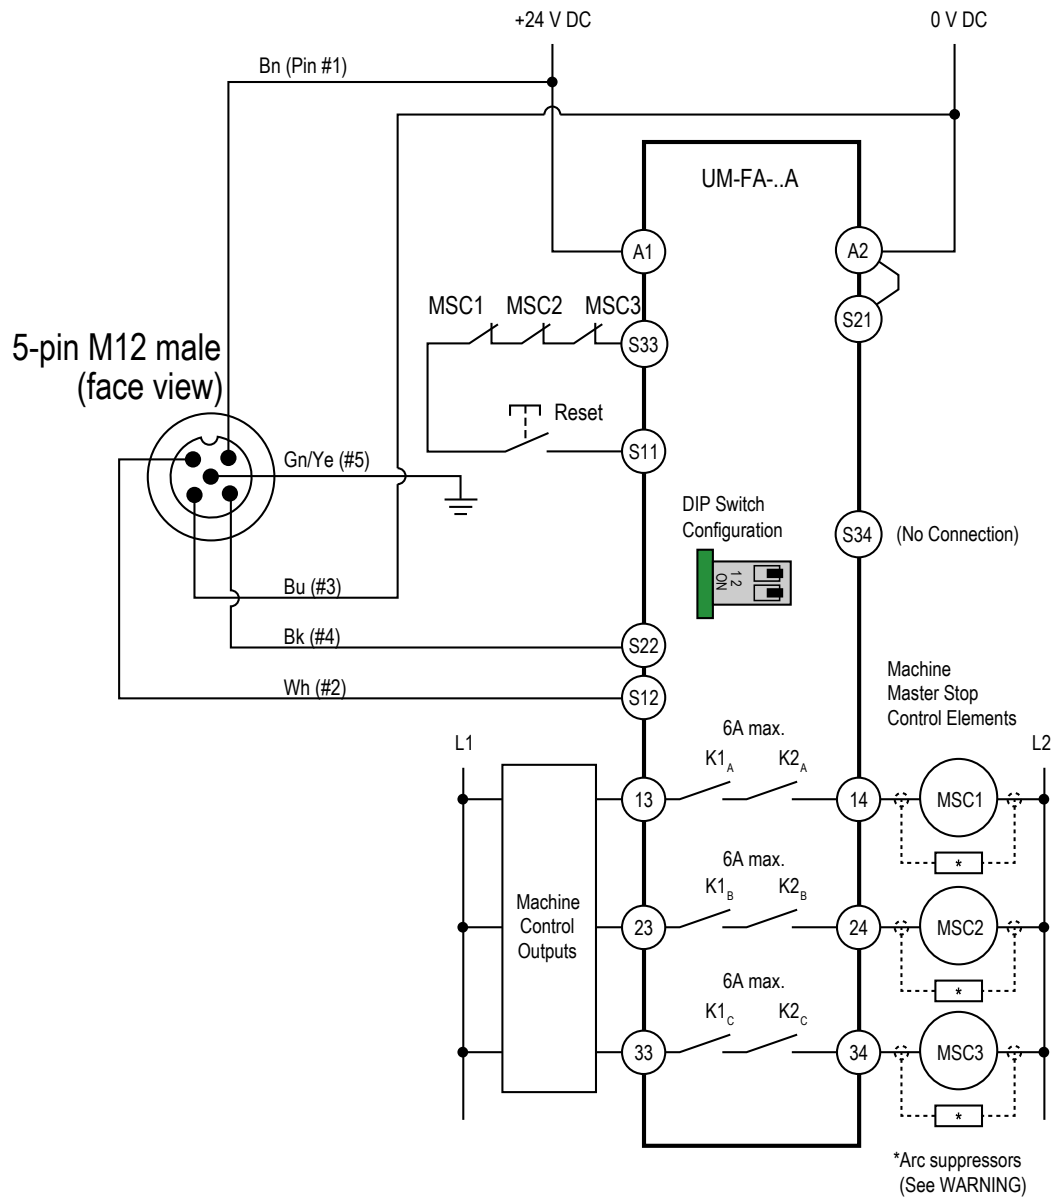 +24 V DC
0 V DC
Bn (Pin #1)
UM-FA-..A
A1
A2
S21
MSC1 MSC2 MSC3
S33
5-pin M12 male
(face view)
Reset
S11
Gn/Ye (#5)
DIP Switch
Configuration
S34
(No Connection)
1 2
ON
Bu (#3)
Bk (#4)
S22
Wh (#2)
S12
Machine
Master Stop
Control Elements
L1
L2
6A max.
K1A K2A
13
14
MSC1
*
6A max.
K1B K2B
Machine
Control
Outputs
23
24
MSC2
*
6A max.
K1C K2C
33
34
MSC3
*
*Arc suppressors
(See WARNING)